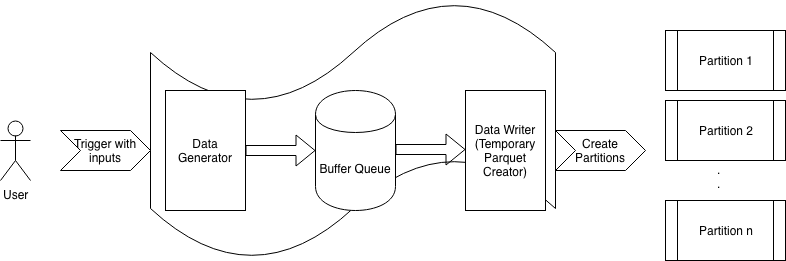 User
Trigger with
inputs
Data
Generator
Buffer Queue
Data Writer
(Temporary
Parquet
Creator)
Create
Partitions
Partition 1
Partition 2
.
.
Partition n